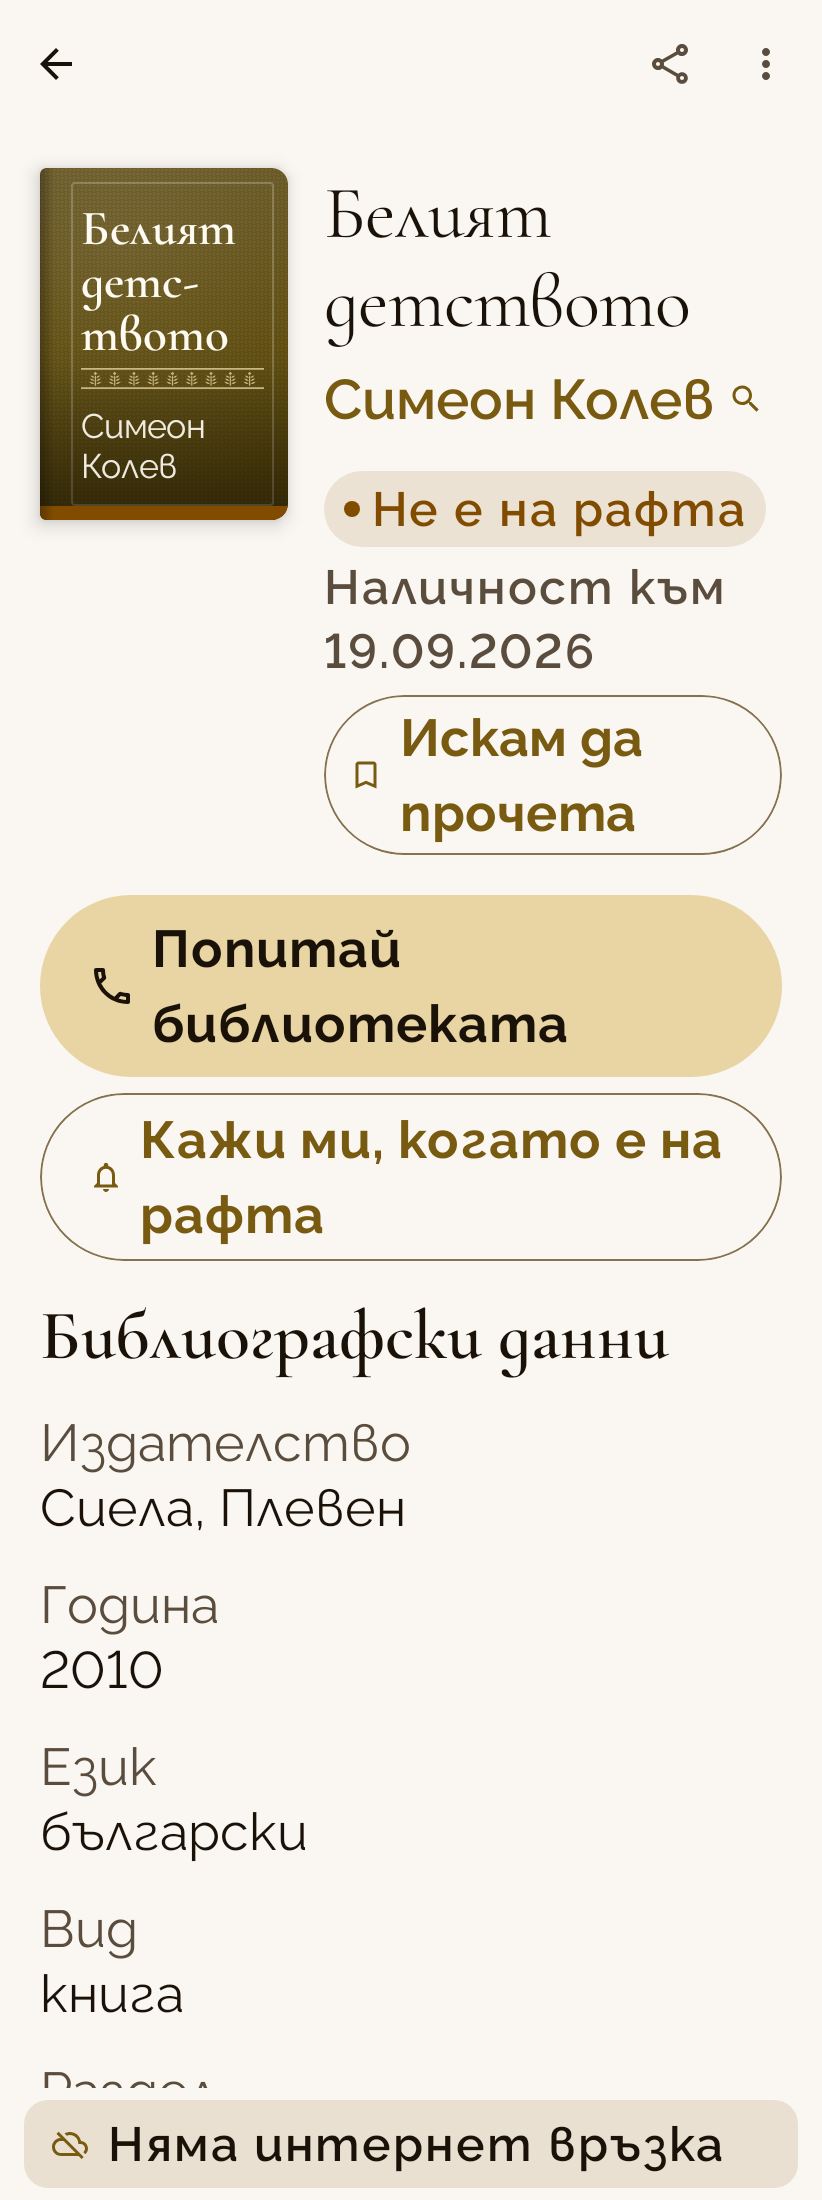 Белият
детс-
твото
Симеон
Колев
Белият
детството
Симеон Колев
Не е на рафта
Наличност към
19.09.2026
Искам да
прочета
Попитай
библиотеката
Кажи ми, когато е на
рафта
Библиографски данни
Издателство
Сиела, Плевен
Година
2010
Език
български
Вид
книга
Раздел
Няма интернет връзка